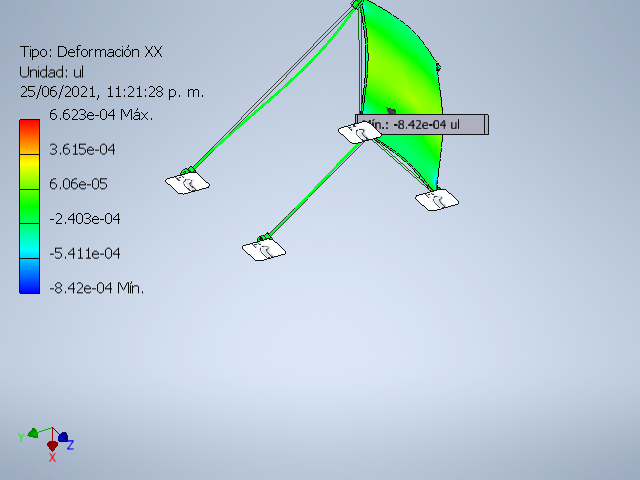 Tipo: Deformación XX
Unidad: ul
25/06/2021, 11:21:28 p. m.
6.623e-04 Máx.
3.615e-04
6.06e-05
-2.403e-04
-5.411e-04
-8.42e-04 Mín.
Mín.: -8.42e-04 ul
Y
Z
X